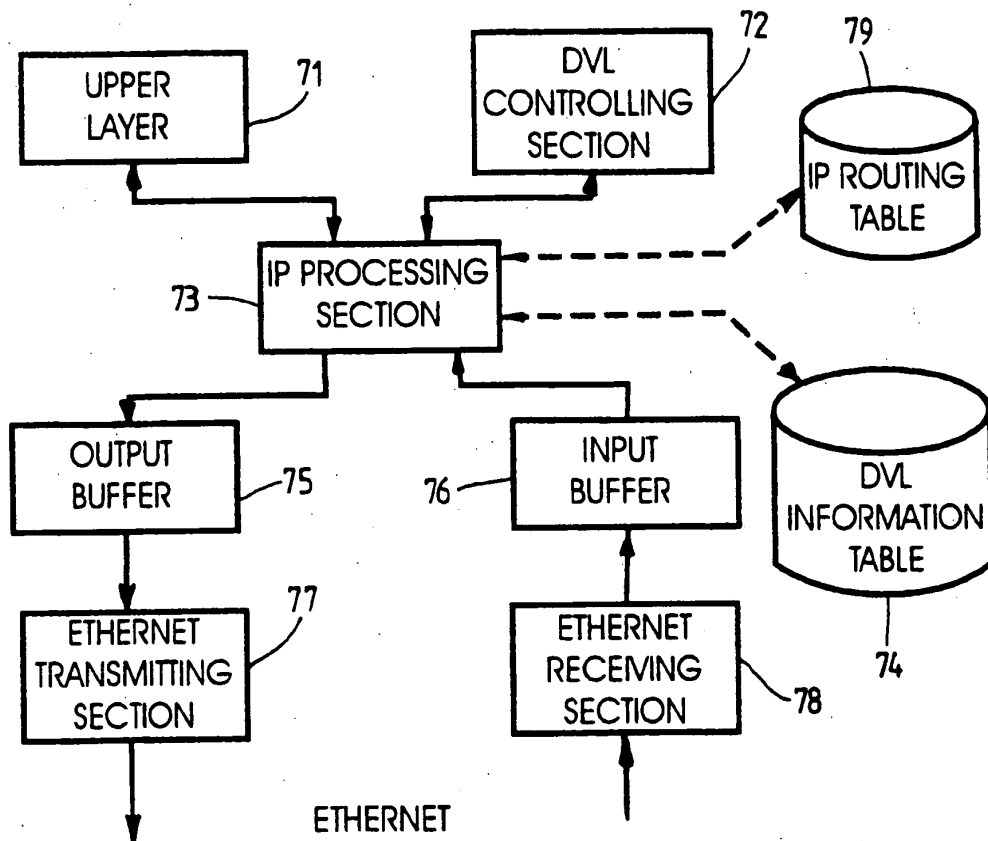 72
79
71
UPPER
LAYER
DVL
CONTROLLING
SECTION
IP ROUTING
TABLE
IP PROCESSING
SECTION
73
OUTPUT
BUFFER
75
76
INPUT
BUFFER
DVL
INFORMATION
TABLE
77
ETHERNET
TRANSMITTING
SECTION
ETHERNET
RECEIVING
SECTION
78
74
ETHERNET